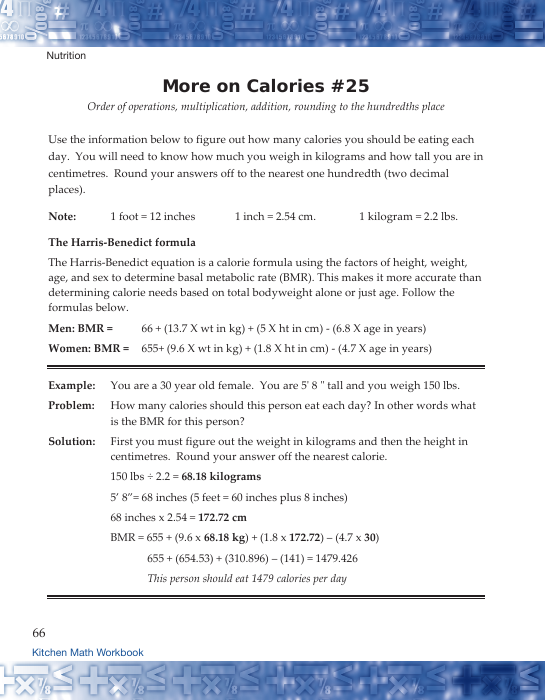 Nutrition
More on Calories #25
Order of operations, multiplication, addition, rounding to the hundredths place
Use the information below to figure out how many calories you should be eating each
day.  You will need to know how much you weigh in kilograms and how tall you are in
centimetres.  Round your answers off to the nearest one hundredth (two decimal
places).
Note: 1 foot = 12 inches 1 inch = 2.54 cm. 1 kilogram = 2.2 lbs.
The Harris-Benedict formula
The Harris-Benedict equation is a calorie formula using the factors of height, weight,
age, and sex to determine basal metabolic rate (BMR). This makes it more accurate than
determining calorie needs based on total bodyweight alone or just age. Follow the
formulas below.
Men: BMR = 66 + (13.7 X wt in kg) + (5 X ht in cm) - (6.8 X age in years)
Women: BMR = 655+ (9.6 X wt in kg) + (1.8 X ht in cm) - (4.7 X age in years)
Example: You are a 30 year old female.  You are 5' 8 " tall and you weigh 150 lbs.
Problem: How many calories should this person eat each day? In other words what
is the BMR for this person?
Solution: First you must figure out the weight in kilograms and then the height in
centimetres.  Round your answer off the nearest calorie.
150 lbs ÷ 2.2 = 68.18 kilograms
5’ 8”= 68 inches (5 feet = 60 inches plus 8 inches)
68 inches x 2.54 = 172.72 cm
BMR = 655 + (9.6 x 68.18 kg) + (1.8 x 172.72) – (4.7 x 30)
655 + (654.53) + (310.896) – (141) = 1479.426
This person should eat 1479 calories per day
66
Kitchen Math Workbook